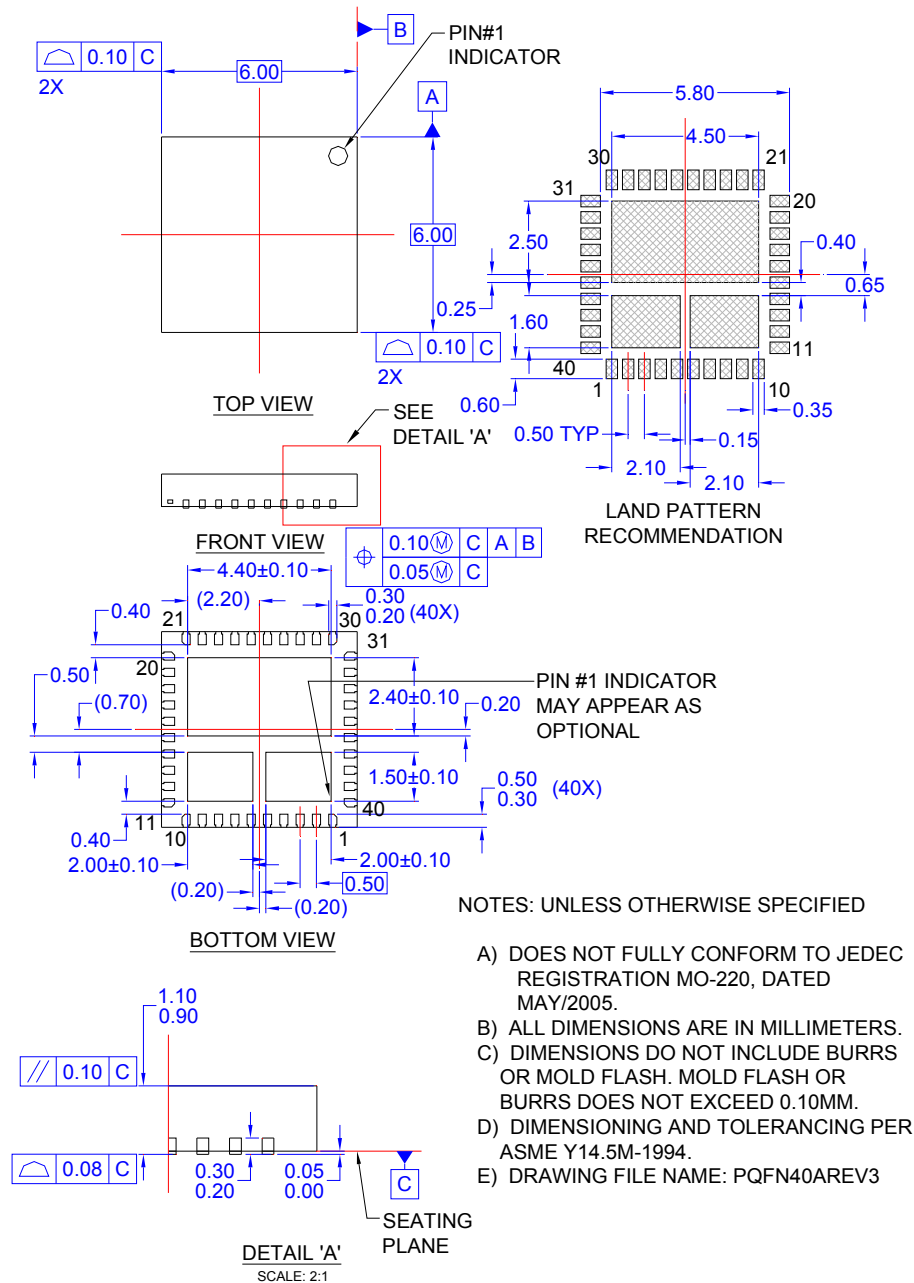 B
PIN#1
INDICATOR
0.10 C
2X
6.00
A
6.00
0.10 C
2X
TOP VIEW
5.80
4.50
30
21
31
20
2.50
0.40
0.65
0.25
1.60
40
11
1
10
0.60
0.35
0.50 TYP
0.15
2.10
2.10
LAND PATTERN
RECOMMENDATION
SEE
DETAIL 'A'
FRONT VIEW
⌖ 0.10Ⓜ C A B
0.05Ⓜ C
4.40±0.10
(2.20)
0.40
0.30
0.20 (40X)
21
30
31
20
0.50
(0.70)
2.40±0.10
0.20
PIN #1 INDICATOR
MAY APPEAR AS
OPTIONAL
1.50±0.10
0.50
0.30 (40X)
40
11
10
1
0.40
2.00±0.10
2.00±0.10
(0.20)
0.50
(0.20)
BOTTOM VIEW
NOTES: UNLESS OTHERWISE SPECIFIED
A) DOES NOT FULLY CONFORM TO JEDEC
REGISTRATION MO-220, DATED
MAY/2005.
B) ALL DIMENSIONS ARE IN MILLIMETERS.
C) DIMENSIONS DO NOT INCLUDE BURRS
OR MOLD FLASH. MOLD FLASH OR
BURRS DOES NOT EXCEED 0.10MM.
D) DIMENSIONING AND TOLERANCING PER
ASME Y14.5M-1994.
E) DRAWING FILE NAME: PQFN40AREV3
1.10
0.90
// 0.10 C
0.08 C
0.30
0.20
0.05
0.00
C
SEATING
PLANE
DETAIL 'A'
SCALE: 2:1